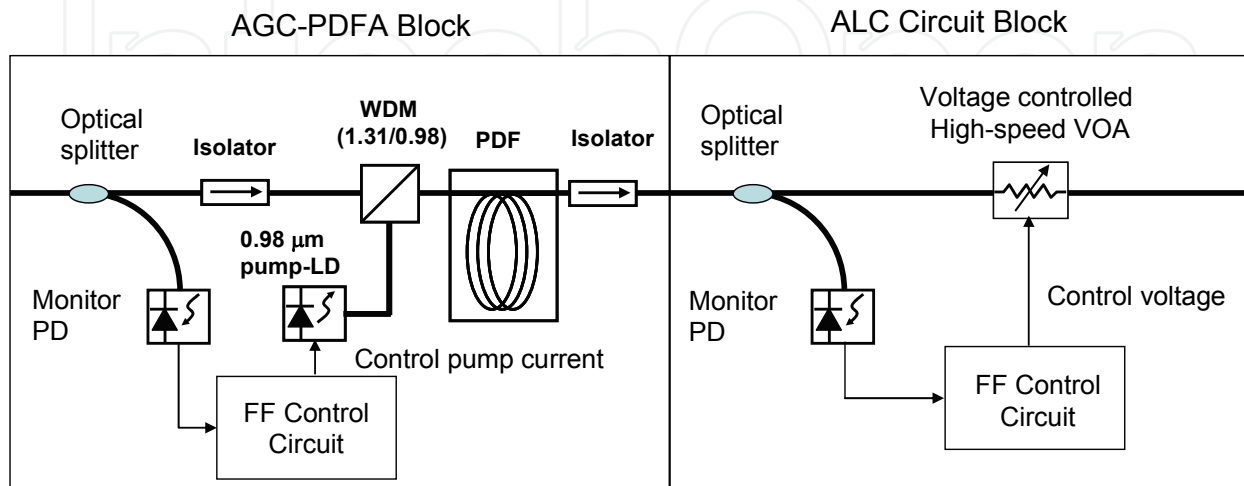 AGC-PDFA Block
ALC Circuit Block
Optical
splitter
Isolator
WDM
(1.31/0.98)
PDF
Isolator
0.98 μm
pump-LD
Monitor
PD
Control pump current
FF Control
Circuit
Optical
splitter
Voltage controlled
High-speed VOA
Monitor
PD
Control voltage
FF Control
Circuit